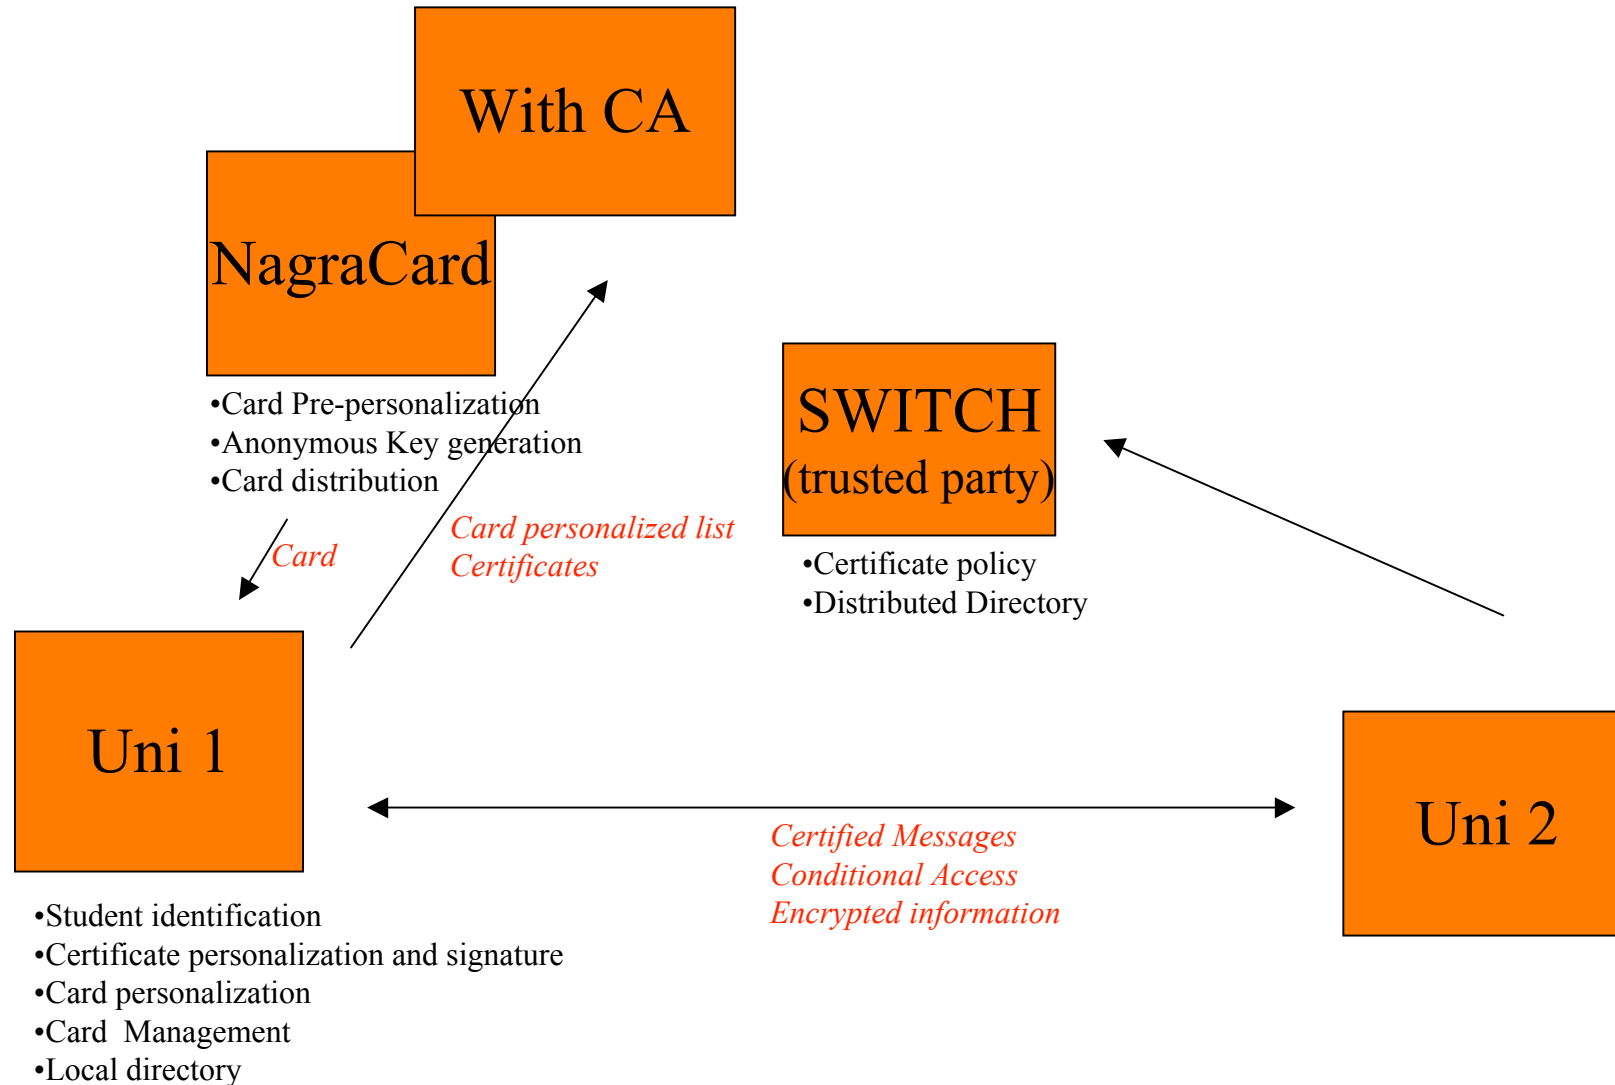 With CA
NagraCard
•Card Pre-personalization
•Anonymous Key generation
•Card distribution
Card
Card personalized list
Certificates
SWITCH
(trusted party)
•Certificate policy
•Distributed Directory
Uni 1
Certified Messages
Conditional Access
Encrypted information
Uni 2
•Student identification
•Certificate personalization and signature
•Card personalization
•Card  Management
•Local directory